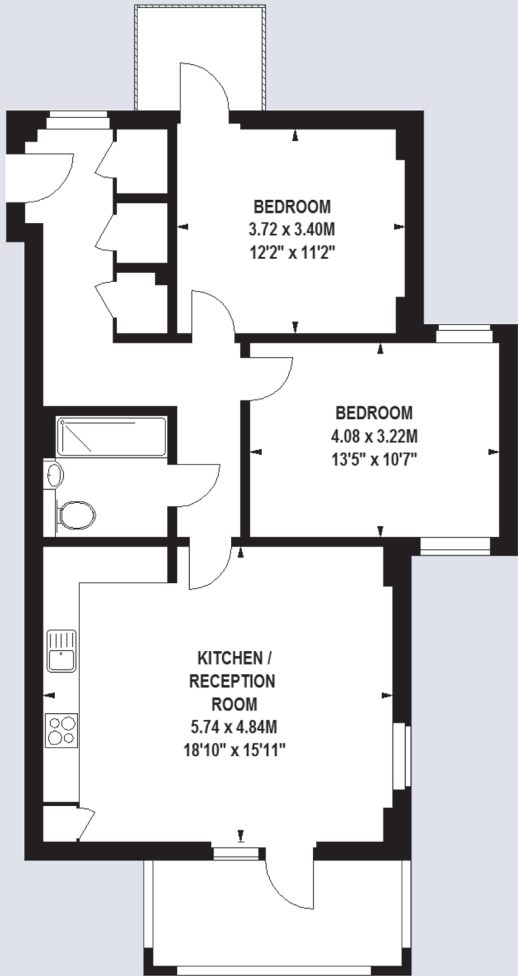 BEDROOM
3.72 x 3.40M
12'2" x 11'2"
BEDROOM
4.08 x 3.22M
13'5" x 10'7"
KITCHEN /
RECEPTION
ROOM
5.74 x 4.84M
18'10" x 15'11"